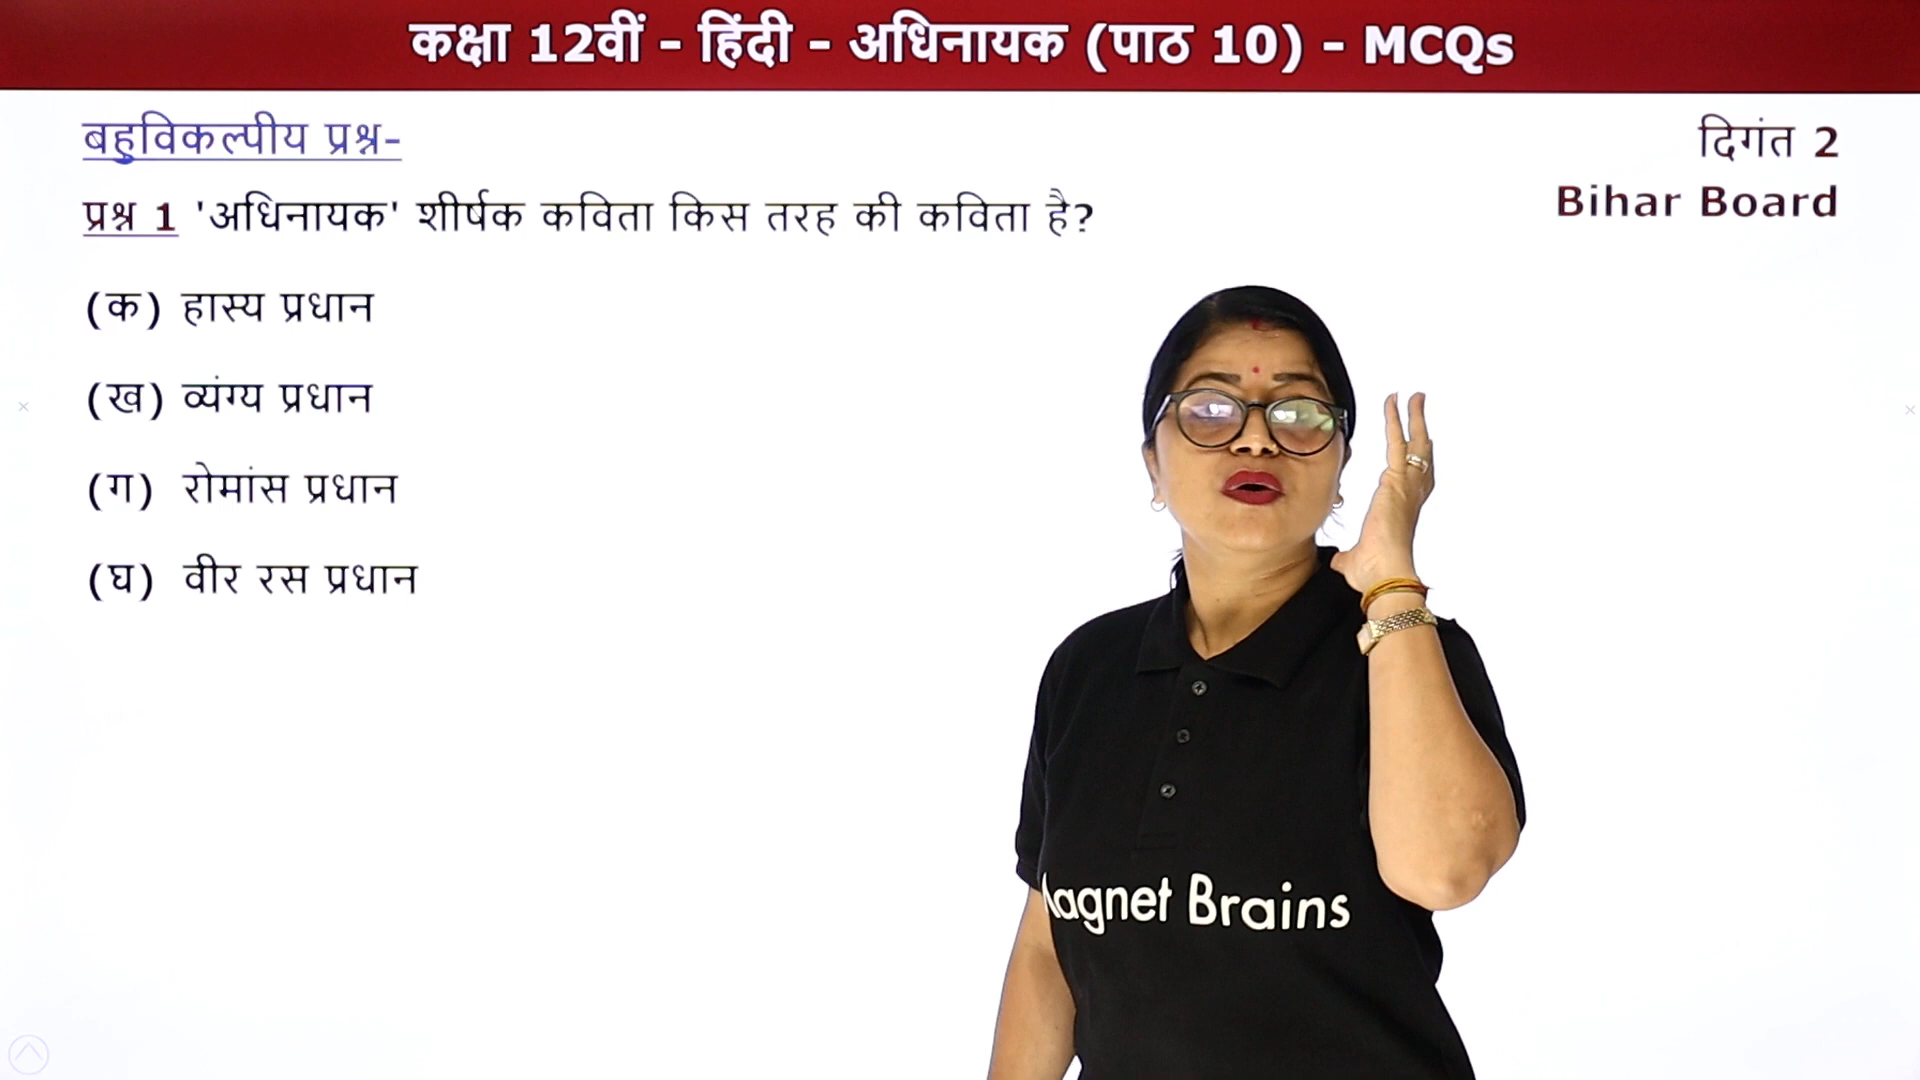 कक्षा 12वीं - हिंदी - अधिनायक (पाठ 10) - MCQs
बहुविकल्पीय प्रश्न-
दिगंत 2
Bihar Board
प्रश्न 1 'अधिनायक' शीर्षक कविता किस तरह की कविता है?
(क) हास्य प्रधान
(ख) व्यंग्य प्रधान
(ग) रोमांस प्रधान
(घ) वीर रस प्रधान
Magnet Brains